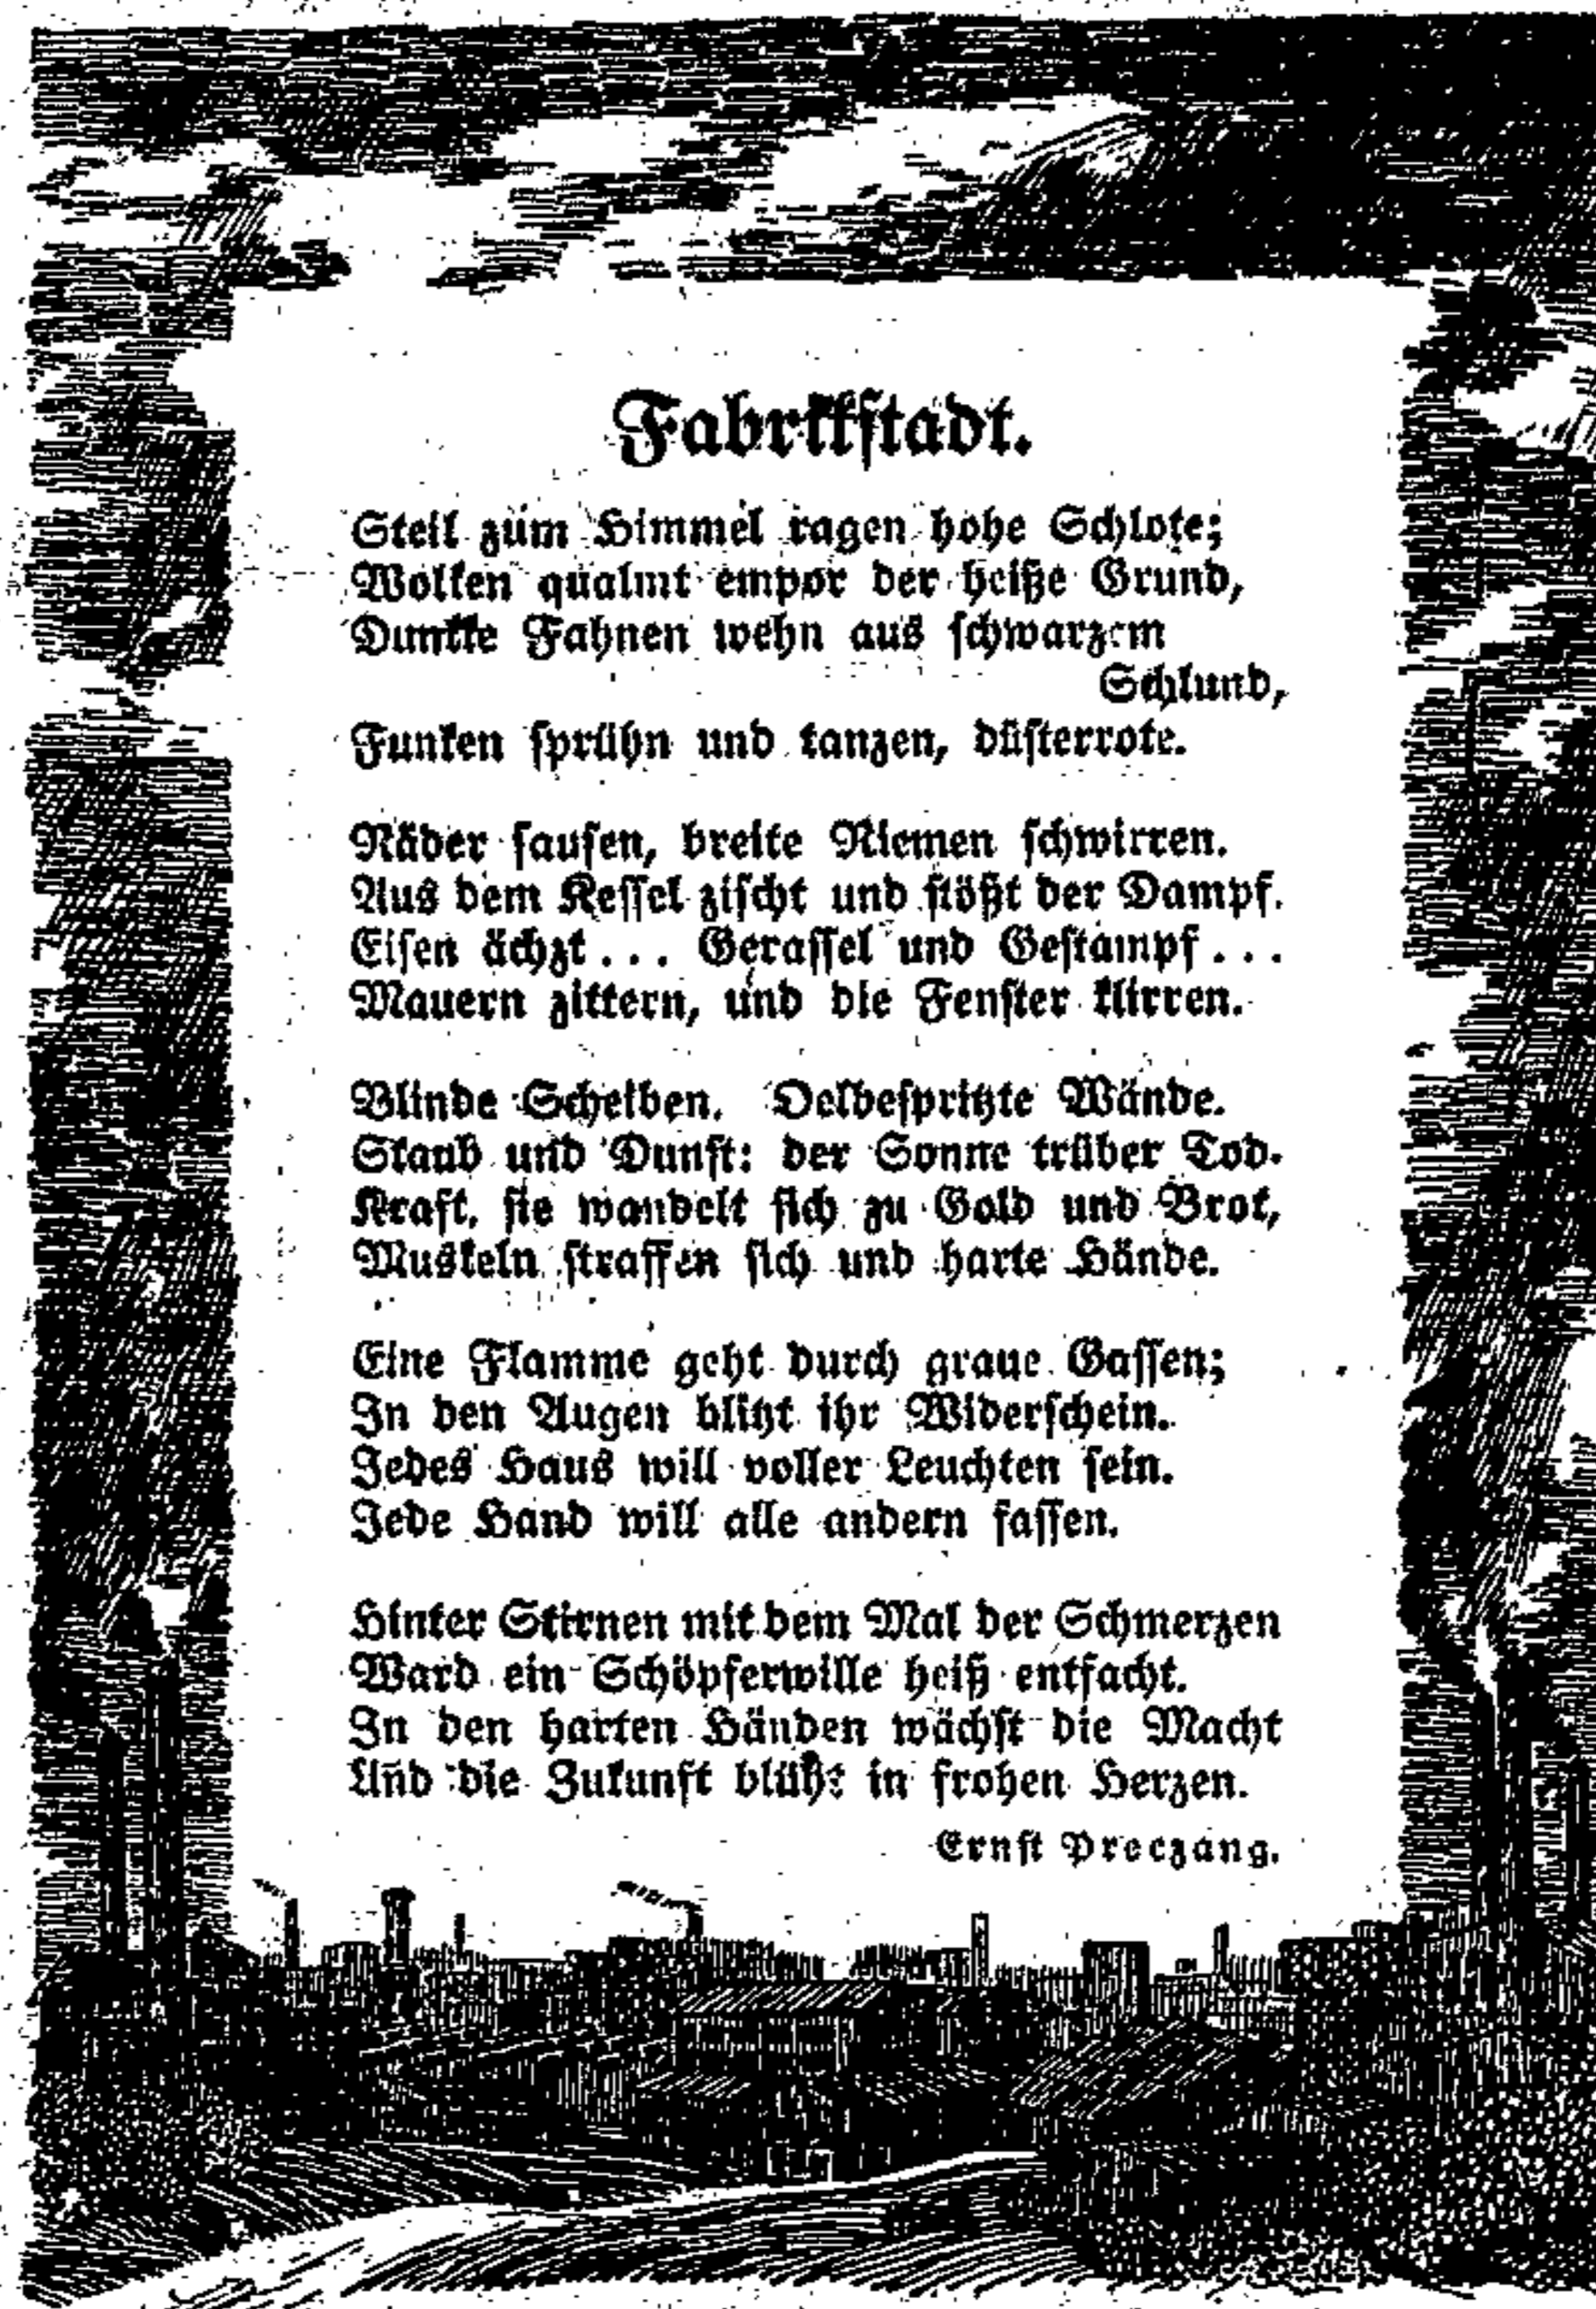 Fabrikstadt.
Steil zum Himmel ragen hohe Schlote;
Wolken qualmt empor der heiße Grund,
Dunkle Fahnen wehn aus schwarzem
Schlund,
Funken sprühn und tanzen, düsterrote.
Räder sausen, breite Riemen schwirren.
Aus dem Kessel zischt und stößt der Dampf.
Eisen ächzt ... Gerassel und Gestampf ...
Mauern zittern, und die Fenster klirren.
Blinde Scheiben. Oelbespritzte Wände.
Staub und Dunst: der Sonne trüber Tod.
Kraft, sie wandelt sich zu Gold und Brot,
Muskeln straffen sich und harte Hände.
Eine Flamme geht durch graue Gassen;
In den Augen blitzt ihr Widerschein.
Jedes Haus will voller Leuchten sein.
Jede Hand will alle andern fassen.
Hinter Stirnen mit dem Mal der Schmerzen
Ward ein Schöpferwille heiß entfacht.
In den harten Händen wächst die Macht
Und die Zukunft blüht in frohen Herzen.
Ernst Preczang.